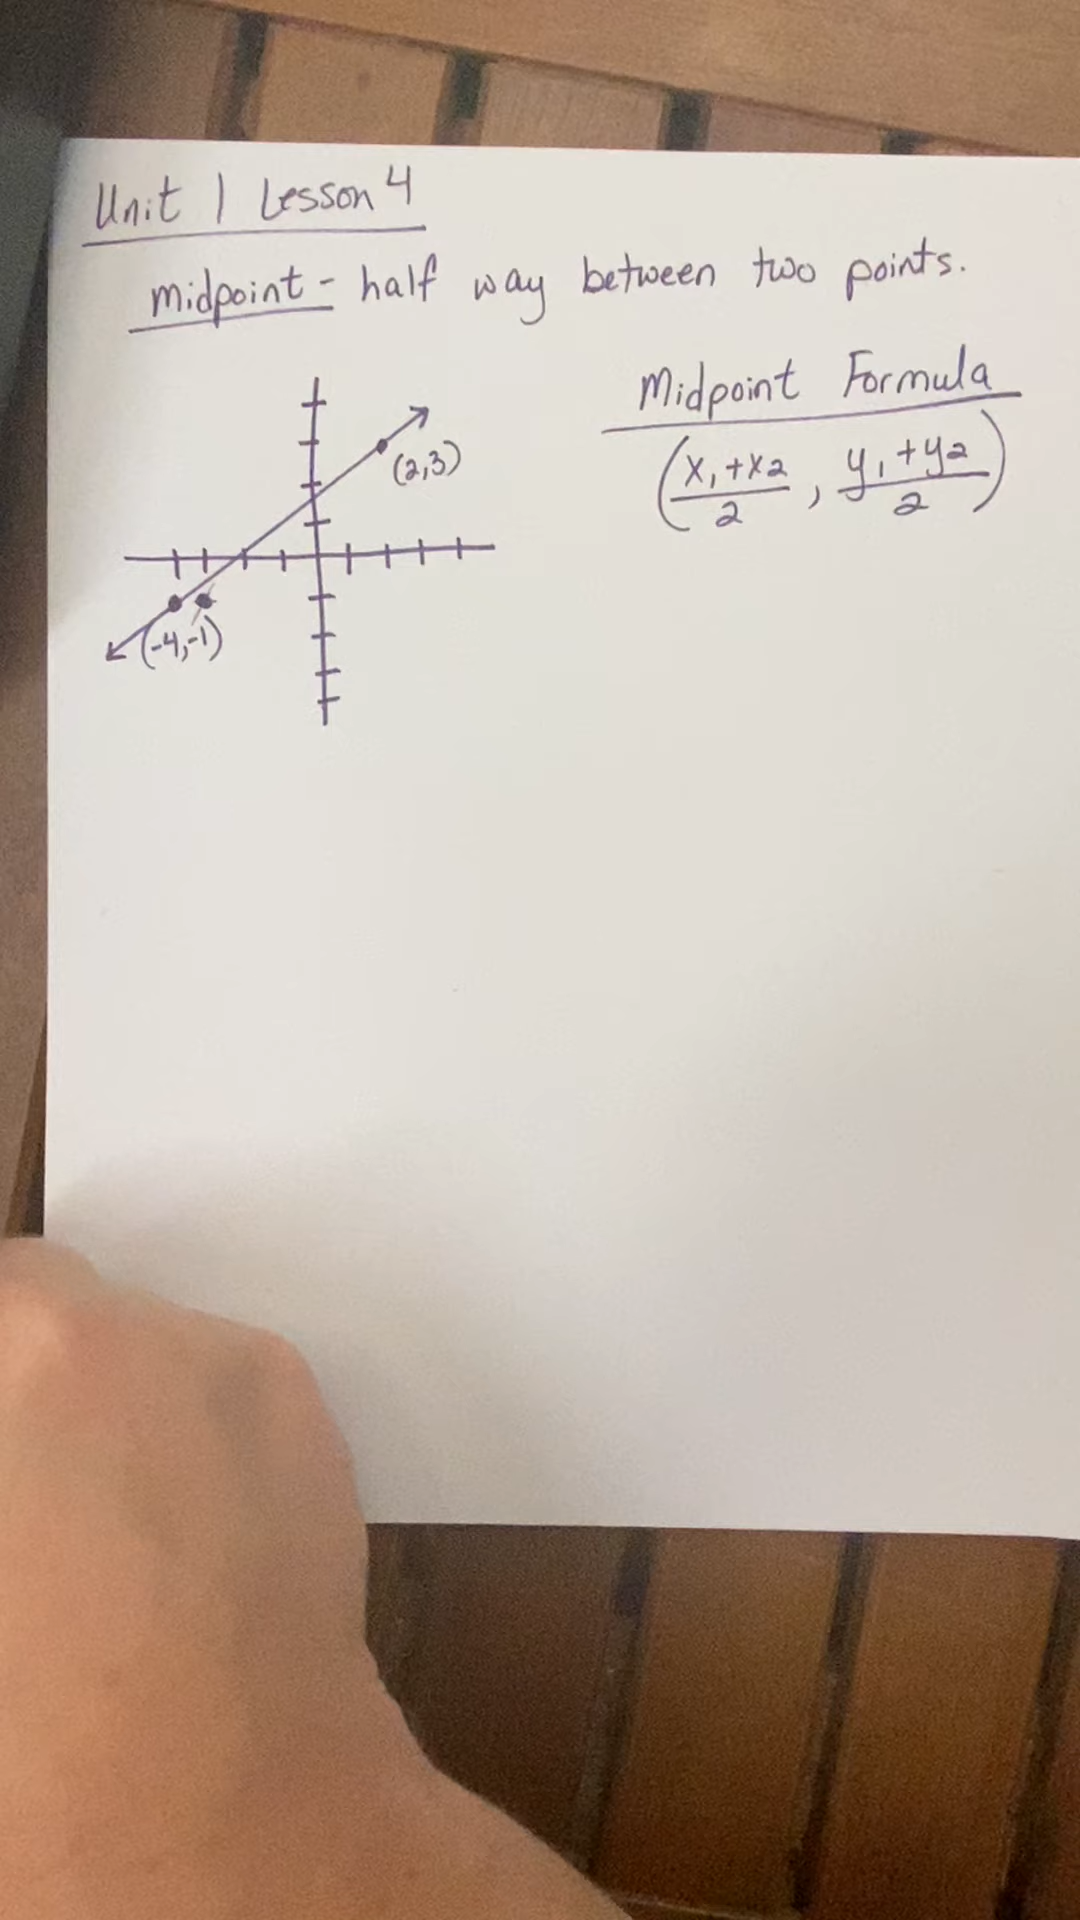 Unit 1 Lesson 4
midpoint - half way between two points.
Midpoint Formula
(x₁+x₂/2, y₁+y₂/2)
(2,3)
(-4,-1)